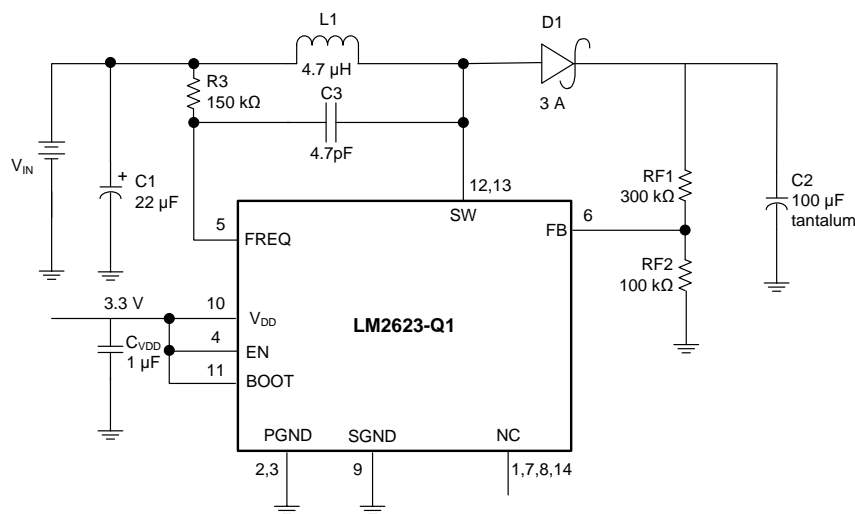 L1
4.7 µH
D1
3 A
R3
150 kΩ
C3
4.7pF
VIN
+
C1
22 µF
12,13
SW
RF1
300 kΩ
C2
100 µF
tantalum
5
FREQ
6
FB
RF2
100 kΩ
3.3 V
10
VDD
LM2623-Q1
CVDD
1 µF
4
EN
11
BOOT
PGND
SGND
NC
2,3
9
1,7,8,14